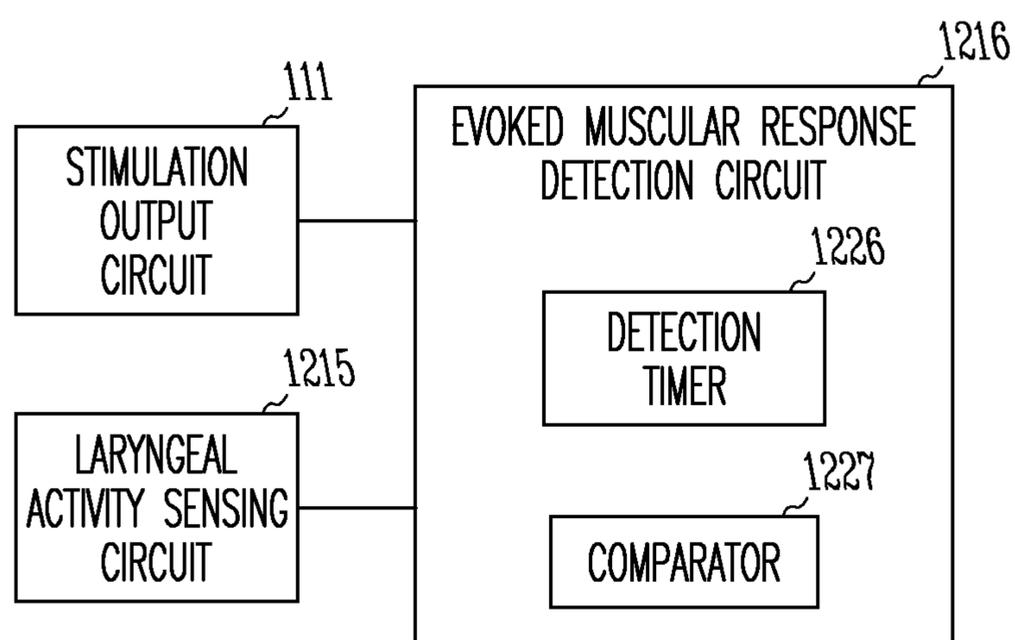 1216
111
EVOKED MUSCULAR RESPONSE
DETECTION CIRCUIT
STIMULATION
OUTPUT
CIRCUIT
1226
DETECTION
TIMER
1215
LARYNGEAL
ACTIVITY SENSING
CIRCUIT
1227
COMPARATOR